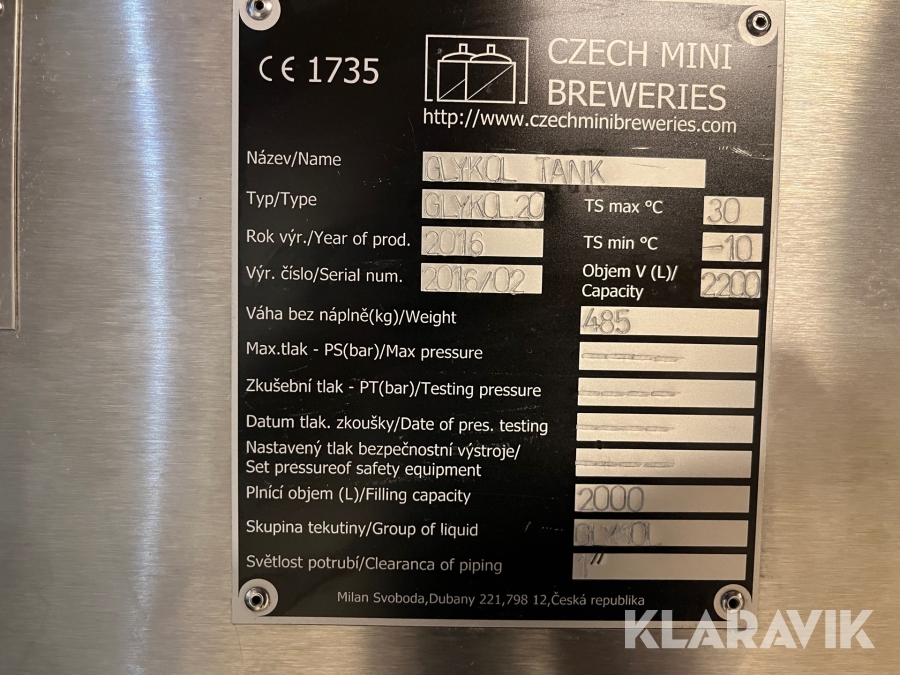 CE 1735
CZECH MINI
BREWERIES
http://www.czechminibreweries.com
Název/Name GLYKOL TANK
Typ/Type GLYKOL 20 TS max °C 30
Rok výr./Year of prod. 2016 TS min °C -10
Výr. číslo/Serial num. 2016/02 Objem V (L)/
Capacity 2200
Váha bez náplně(kg)/Weight 485
Max.tlak - PS(bar)/Max pressure ----
Zkušební tlak - PT(bar)/Testing pressure ----
Datum tlak. zkoušky/Date of pres. testing ----
Nastavený tlak bezpečnostní výstroje/
Set pressureof safety equipment ----
Plnící objem (L)/Filling capacity 2000
Skupina tekutiny/Group of liquid GLYKOL
Světlost potrubí/Clearanca of piping 1"
Milan Svoboda,Dubany 221,798 12,Česká republika
KLARAVIK